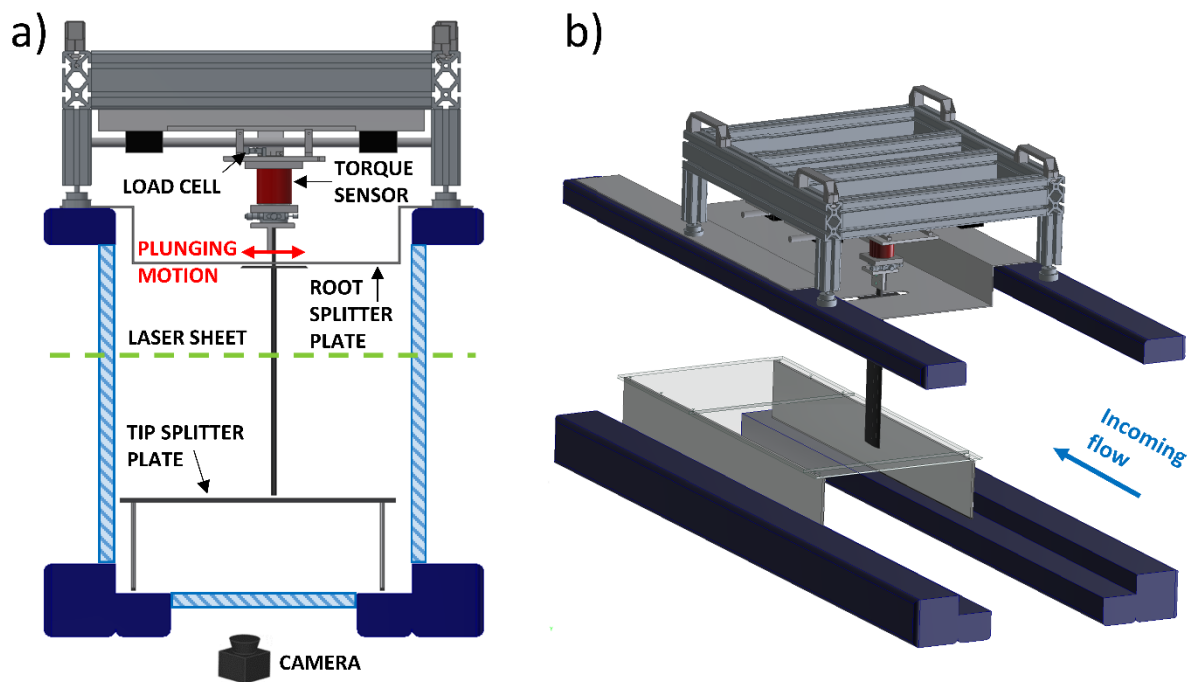 a)
LOAD CELL
TORQUE
SENSOR
PLUNGING
MOTION
ROOT
SPLITTER
PLATE
LASER SHEET
TIP SPLITTER
PLATE
CAMERA
b)
Incoming
flow